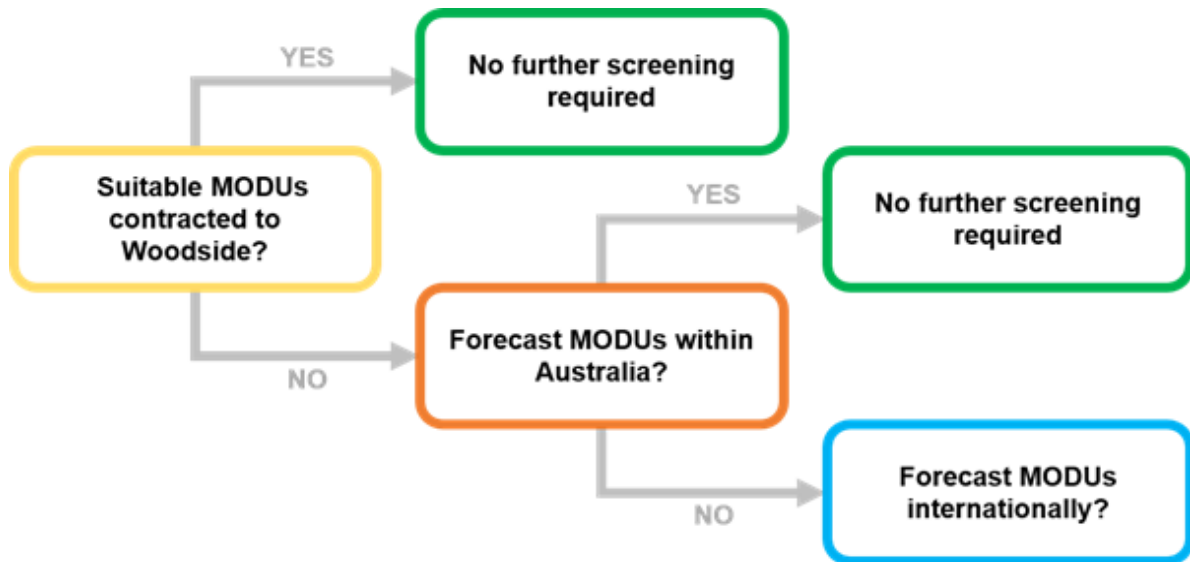 YES
No further screening
required
Suitable MODUs
contracted to
Woodside?
YES
No further screening
required
NO
Forecast MODUs within
Australia?
NO
Forecast MODUs
internationally?